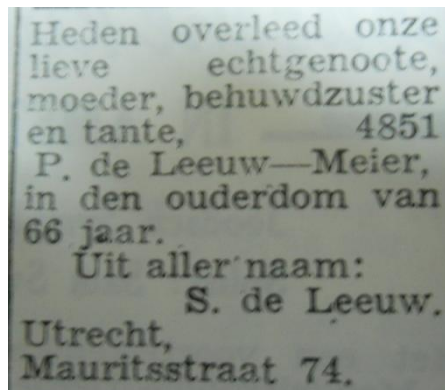 Heden overleed onze
lieve echtgenoote,
moeder, behuwdzuster
en tante, 4851
P. de Leeuw—Meier,
in den ouderdom van
66 jaar.
Uit aller naam:
S. de Leeuw.
Utrecht,
Mauritsstraat 74.